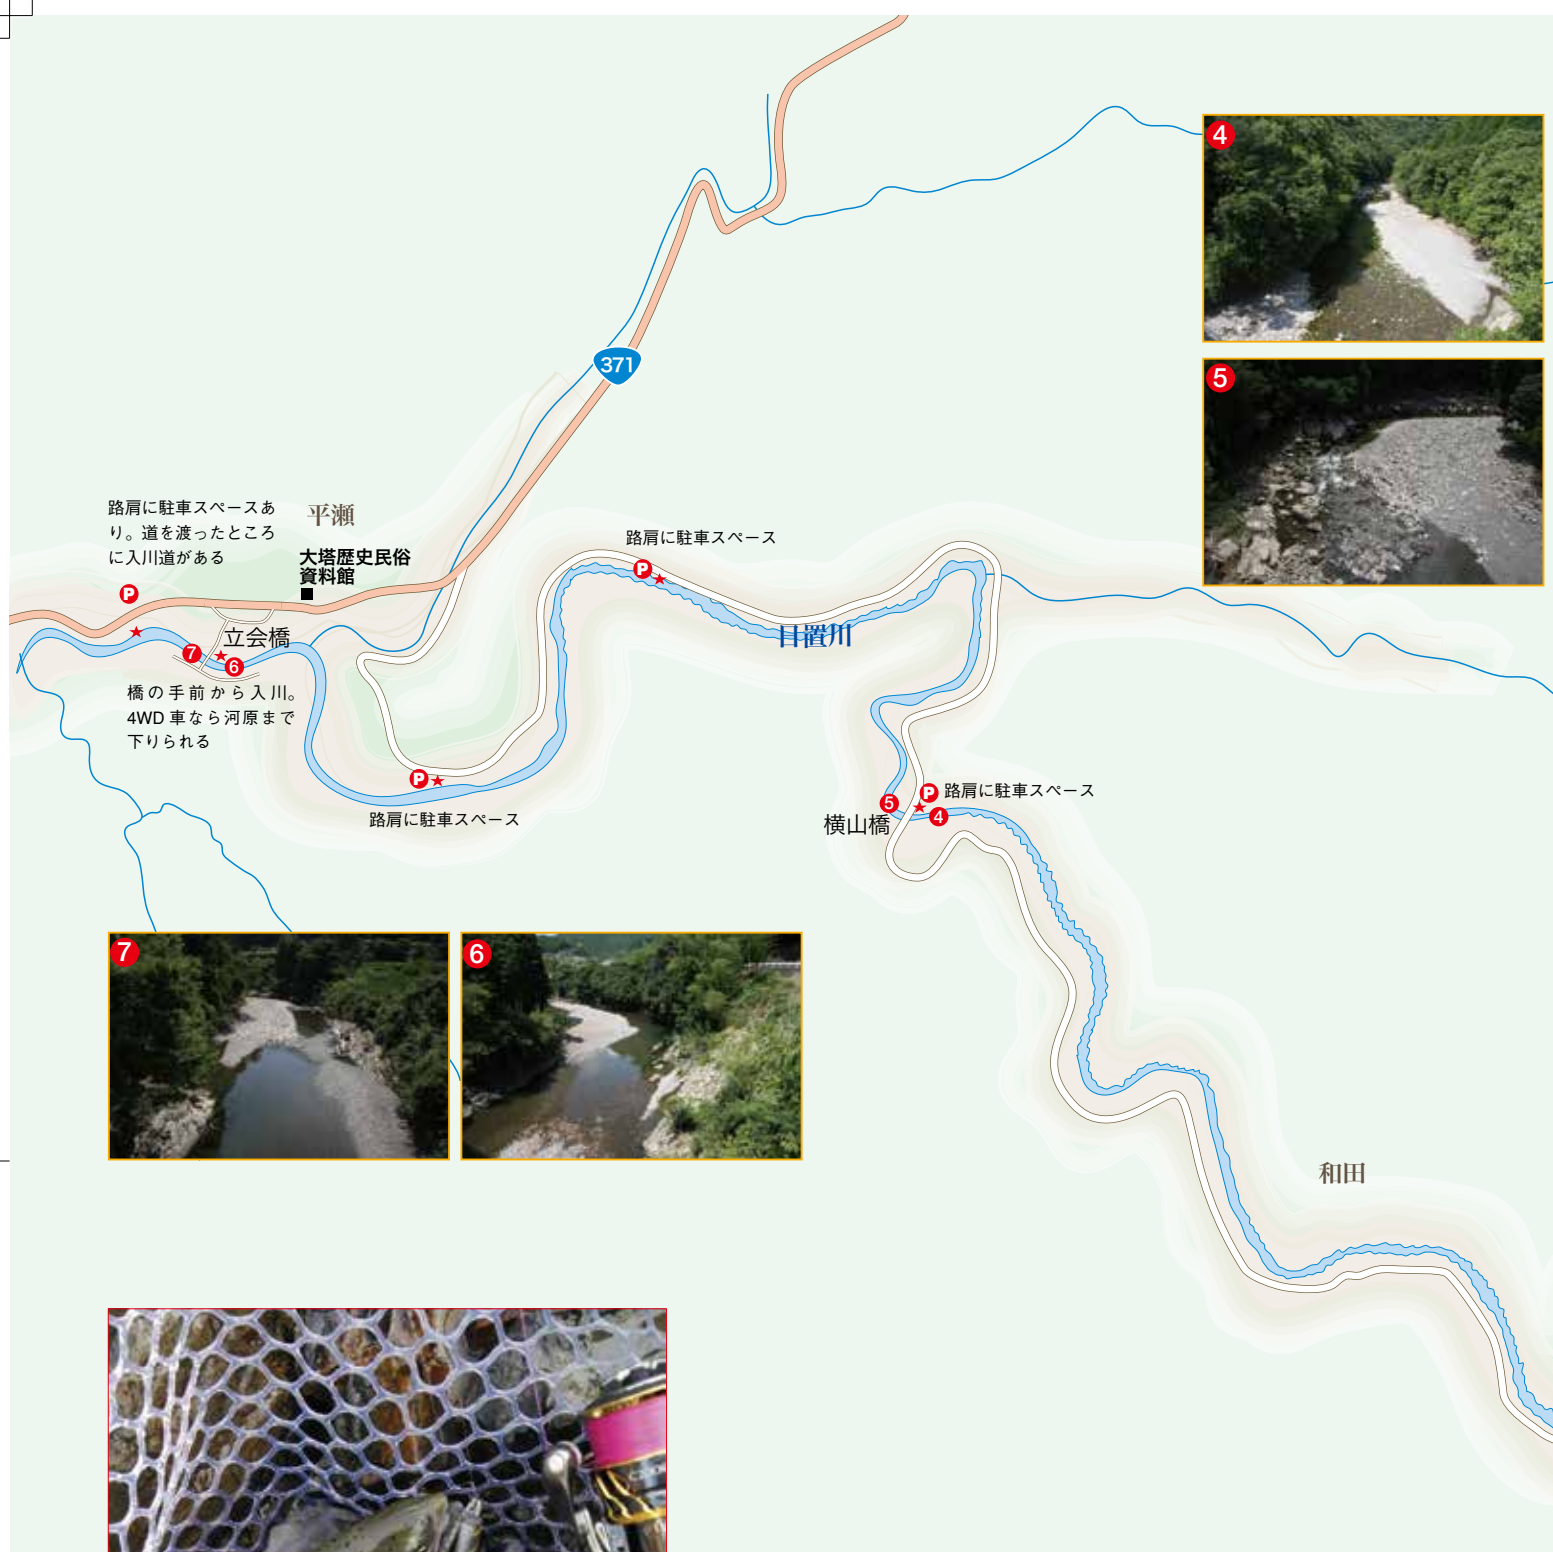 4
371
5
路肩に駐車スペースあ
り。道を渡ったところ
に入川道がある
平瀬
大塔歴史民俗
資料館
路肩に駐車スペース
P
P
立会橋
7
6
日置川
橋の手前から入川。
4WD 車なら河原まで
下りられる
P
路肩に駐車スペース
5
P
路肩に駐車スペース
4
横山橋
7
6
和田